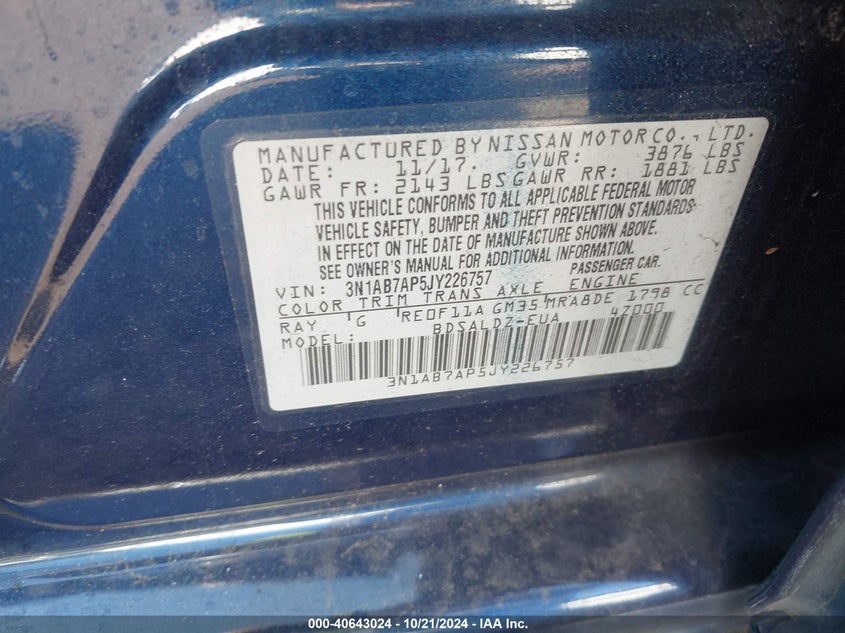 MANUFACTURED BY NISSAN MOTOR CO., LTD.
DATE: 11/17. GVWR: 3876 LBS
GAWR FR: 2143 LBS GAWR RR: 1881 LBS
THIS VEHICLE CONFORMS TO ALL APPLICABLE FEDERAL MOTOR
VEHICLE SAFETY, BUMPER AND THEFT PREVENTION STANDARDS
IN EFFECT ON THE DATE OF MANUFACTURE SHOWN ABOVE.
SEE OWNER'S MANUAL FOR ADDITIONAL INFORMATION.
VIN: 3N1AB7AP5JY226757 PASSENGER CAR.
COLOR TRIM TRANS AXLE ENGINE
RAY G RE0F11A GM35 MRA8DE 1798 CC
MODEL: BDSALDZ-EUA 4Z000
3N1AB7AP5JY226757
000-40643024 - 10/21/2024 - IAA Inc.